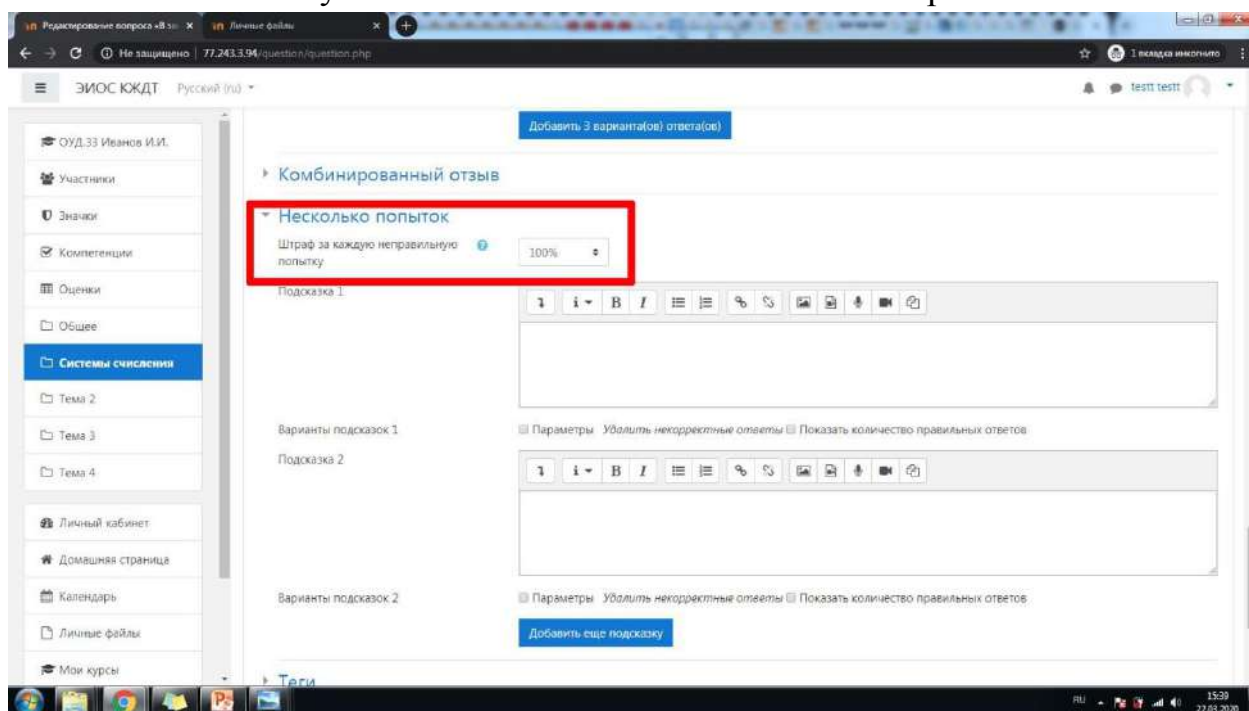 Редактирование вопроса «В
Личные файлы
Не защищено 77.243.3.94/question/question.php
1 вкладка инкогнито
ЭИОС КЖДТ Русский (ru)
testt testt
ОУД.33 Иванов И.И.
Участники
Значки
Компетенции
Оценки
Общее
Системы счисления
Тема 2
Тема 3
Тема 4
Личный кабинет
Домашняя страница
Календарь
Личные файлы
Мои курсы
Добавить 3 варианта(ов) ответа(ов)
Комбинированный отзыв
Несколько попыток
Штраф за каждую неправильную
попытку
100%
Подсказка 1
Варианты подсказок 1
Параметры Удалить некорректные ответы Показать количество правильных ответов
Подсказка 2
Варианты подсказок 2
Параметры Удалить некорректные ответы Показать количество правильных ответов
Добавить еще подсказку
Теги
RU
15:39
22.03.2020